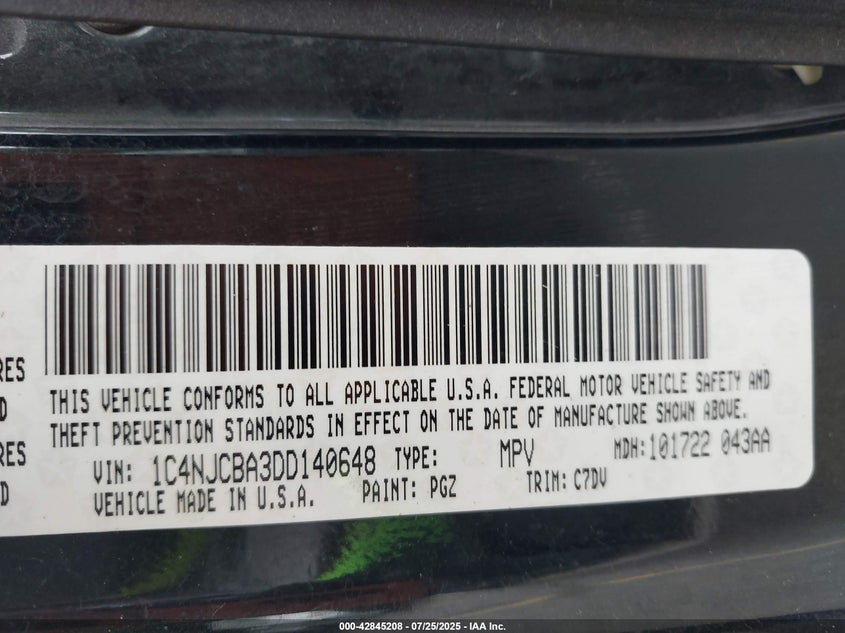 RES
D
RES
D
THIS VEHICLE CONFORMS TO ALL APPLICABLE U.S.A. FEDERAL MOTOR VEHICLE SAFETY AND
THEFT PREVENTION STANDARDS IN EFFECT ON THE DATE OF MANUFACTURE SHOWN ABOVE.
VIN: 1C4NJCBA3DD140648 TYPE: MPV MDH:101722 043AA
VEHICLE MADE IN U.S.A. PAINT: PGZ TRIM: C7DV
000-42845208 - 07/25/2025 - IAA Inc.